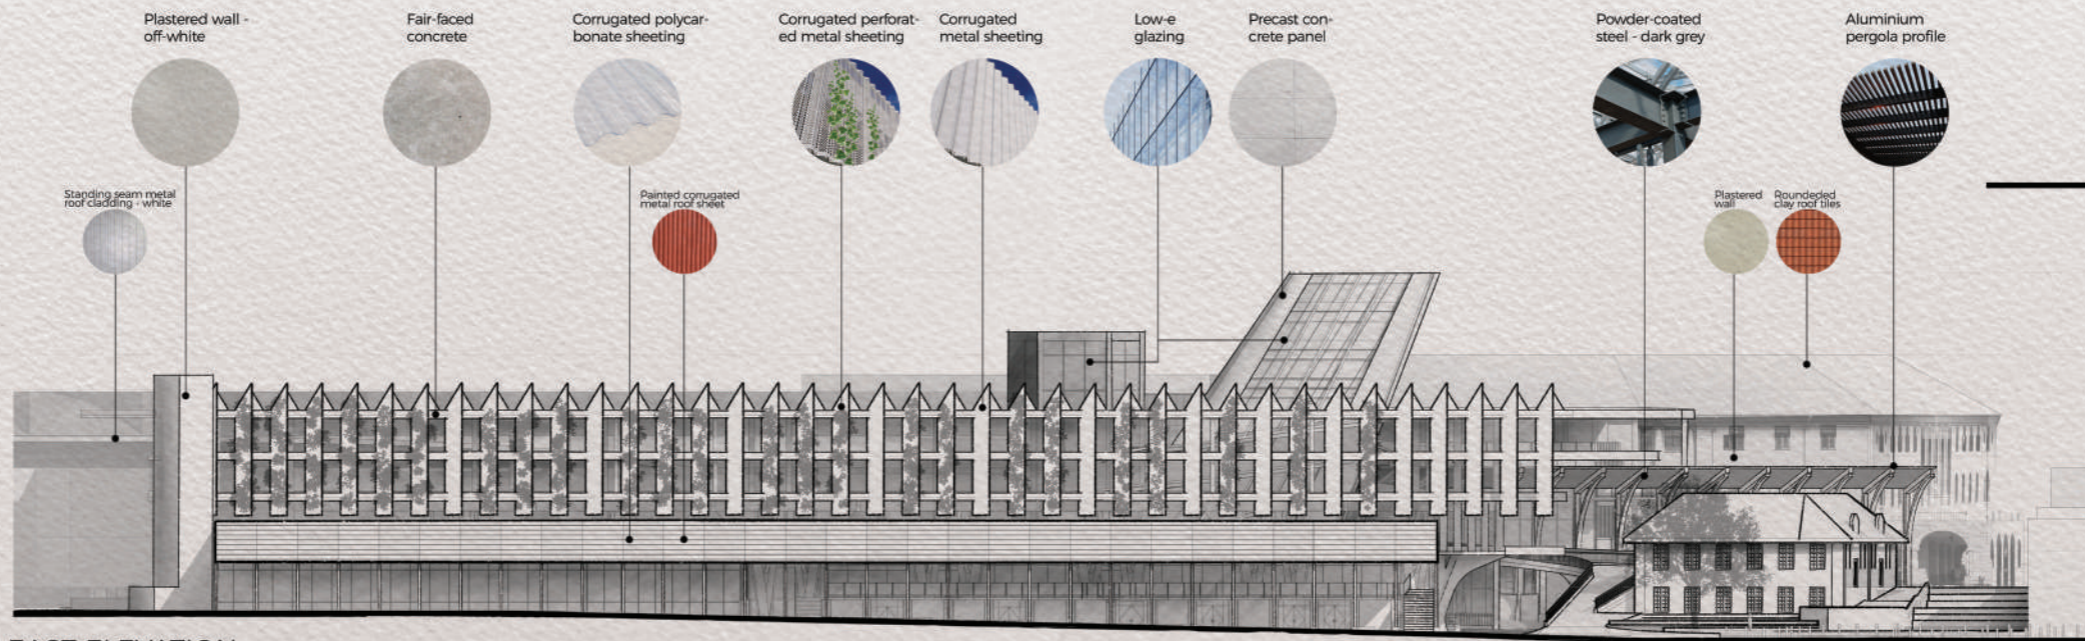 Plastered wall -
off-white
Fair-faced
concrete
Corrugated polycar-
bonate sheeting
Corrugated perforat-
ed metal sheeting
Corrugated
metal sheeting
Low-e
glazing
Precast con-
crete panel
Powder-coated
steel - dark grey
Aluminium
pergola profile
Standing seam metal
roof cladding - white
Painted corrugated
metal roof sheet
Plastered
wall
Roundeded
clay roof tiles
EAST ELEVATION